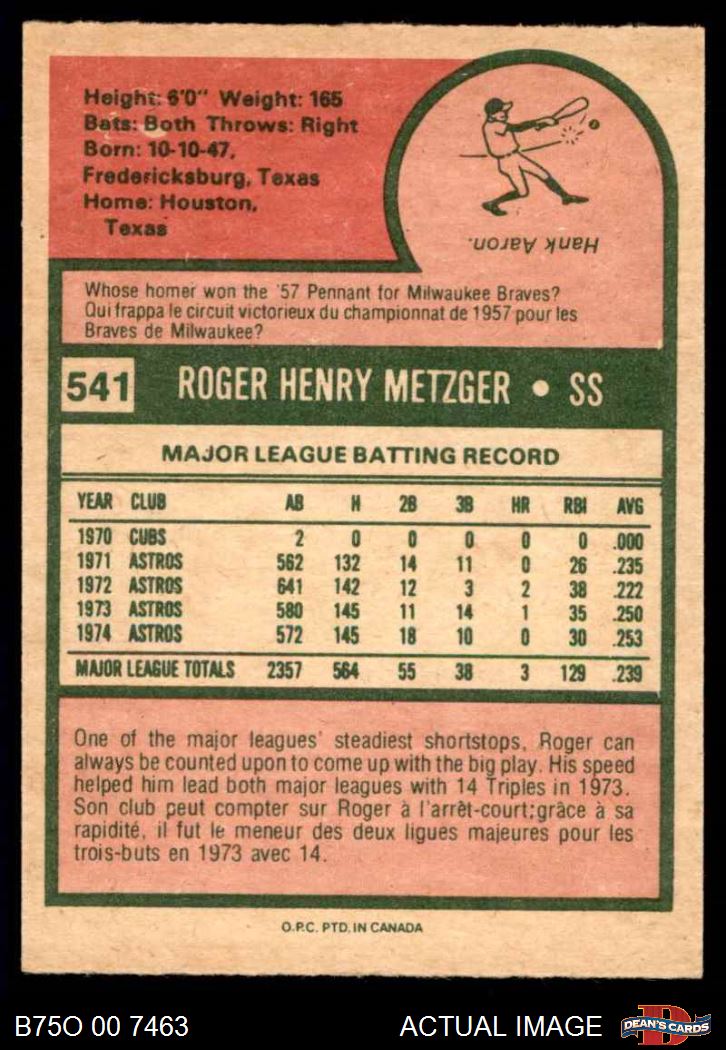 Height: 6'0" Weight: 165
Bats: Both Throws: Right
Born: 10-10-47,
Fredericksburg, Texas
Home: Houston,
Texas
Hank Aaron.
Whose homer won the '57 Pennant for Milwaukee Braves?
Qui frappa le circuit victorieux du championnat de 1957 pour les
Braves de Milwaukee?
541 ROGER HENRY METZGER • SS
MAJOR LEAGUE BATTING RECORD
YEAR CLUB AB H 2B 3B HR RBI AVG
1970 CUBS 2 0 0 0 0 0 .000
1971 ASTROS 562 132 14 11 0 26 .235
1972 ASTROS 641 142 12 3 2 38 .222
1973 ASTROS 580 145 11 14 1 35 .250
1974 ASTROS 572 145 18 10 0 30 .253
MAJOR LEAGUE TOTALS 2357 564 55 38 3 129 .239
One of the major leagues' steadiest shortstops, Roger can
always be counted upon to come up with the big play. His speed
helped him lead both major leagues with 14 Triples in 1973.
Son club peut compter sur Roger à l'arrêt-court;grâce à sa
rapidité, il fut le meneur des deux ligues majeures pour les
trois-buts en 1973 avec 14.
O.P.C. PTD. IN CANADA
B75O 00 7463
ACTUAL IMAGE
D
DEAN'S CARDS